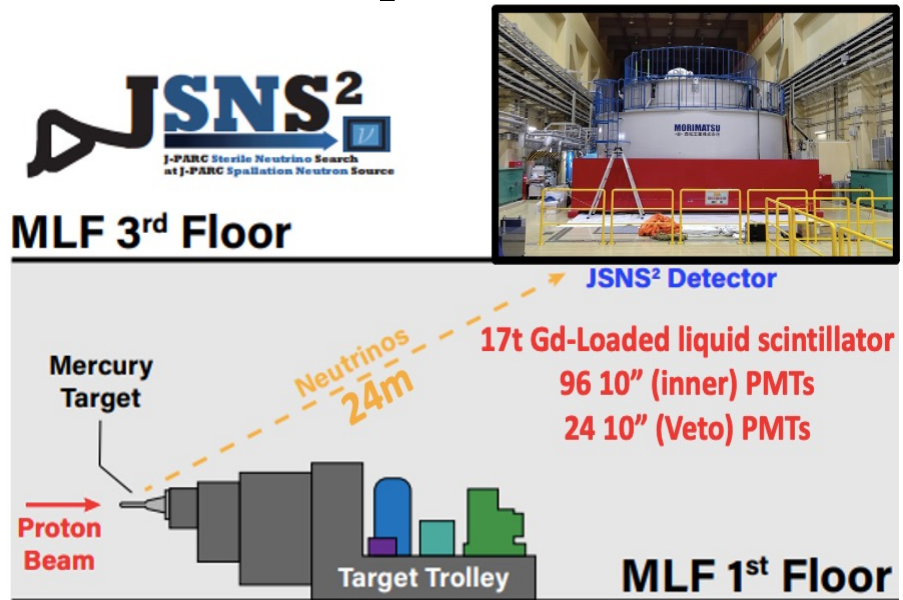 JSNS²
ν
J-PARC Sterile Neutrino Search
at J-PARC Spallation Neutron Source
MORIMATSU
MLF 3rd Floor
JSNS² Detector
Neutrinos
24m
17t Gd-Loaded liquid scintillator
96 10” (inner) PMTs
24 10” (Veto) PMTs
Mercury
Target
Proton
Beam
Target Trolley
MLF 1st Floor